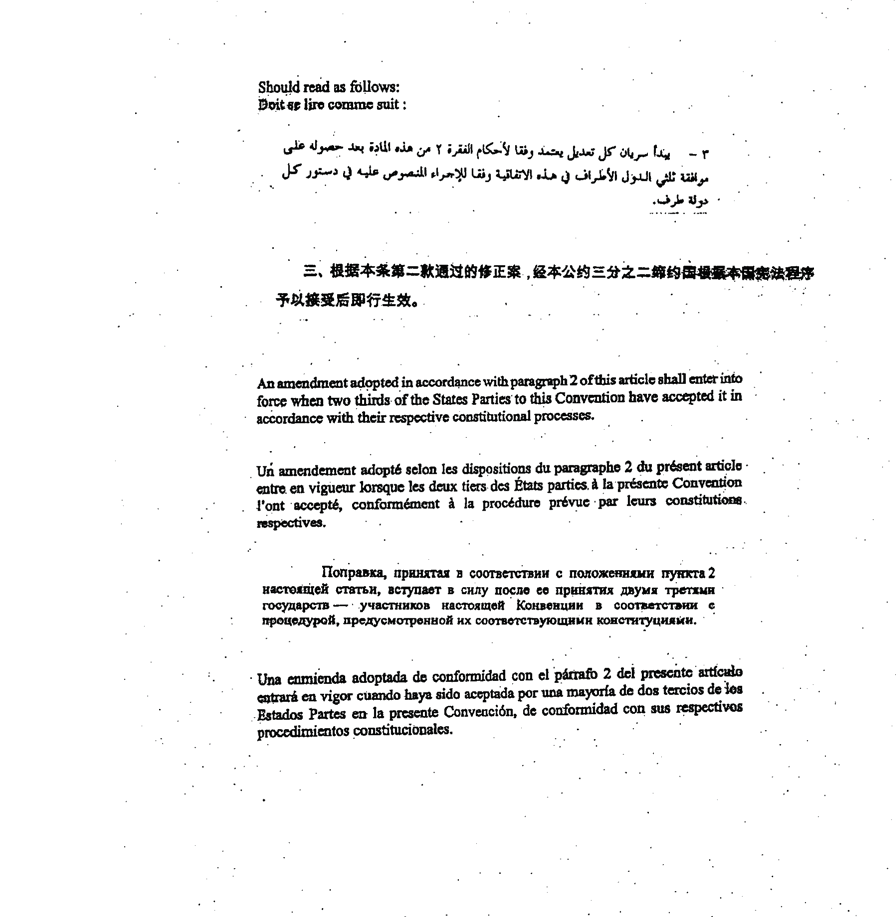 Should read as follows:
Doit se lire comme suit :
٣ - يبدأ سريان كل تعديل يعتمد وفقا لأحكام الفقرة ٢ من هذه المادة بعد حصوله على
موافقة ثلثي الدول الأطراف في هذه الاتفاقية وفقا للإجراء المنصوص عليه في دستور كل
دولة طرف.
三、根据本条第二款通过的修正案,经本公约三分之二缔约国根据本国宪法程序
予以接受后即行生效。
An amendment adopted in accordance with paragraph 2 of this article shall enter into
force when two thirds of the States Parties to this Convention have accepted it in
accordance with their respective constitutional processes.
Un amendement adopté selon les dispositions du paragraphe 2 du présent article
entre en vigueur lorsque les deux tiers des États parties à la présente Convention
l'ont accepté, conformément à la procédure prévue par leurs constitutions
respectives.
Поправка, принятая в соответствии с положениями пункта 2
настоящей статьи, вступает в силу после ее принятия двумя третями
государств — участников настоящей Конвенции в соответствии с
процедурой, предусмотренной их соответствующими конституциями.
Una enmienda adoptada de conformidad con el párrafo 2 del presente artículo
entrará en vigor cuando haya sido aceptada por una mayoría de dos tercios de los
Estados Partes en la presente Convención, de conformidad con sus respectivos
procedimientos constitucionales.